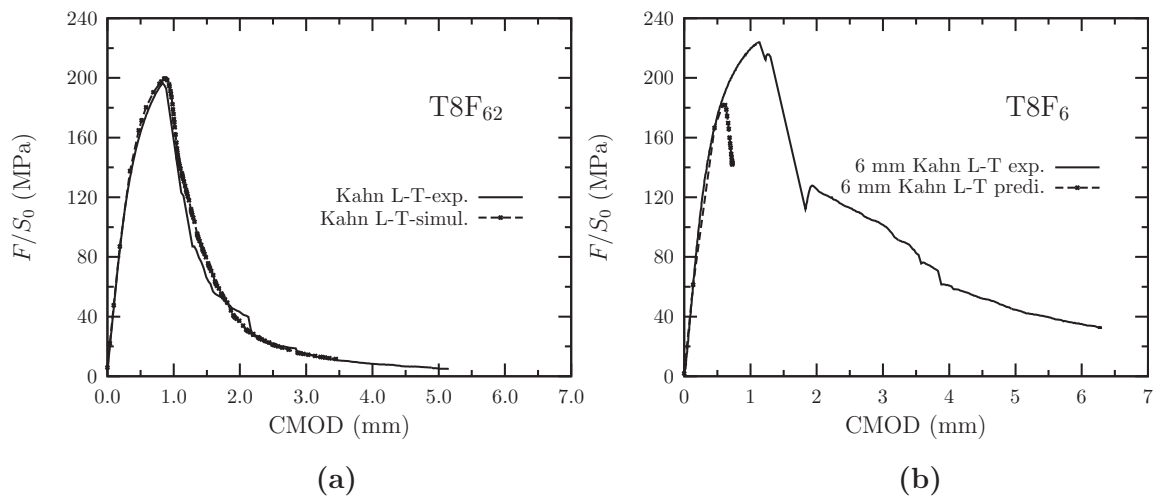 240
200
160
120
80
40
0
F/S₀ (MPa)
T8F₆₂
Kahn L-T-exp.
Kahn L-T-simul.
0.0 1.0 2.0 3.0 4.0 5.0 6.0 7.0
CMOD (mm)
(a)
240
200
160
120
80
40
0
F/S₀ (MPa)
T8F₆
6 mm Kahn L-T exp.
6 mm Kahn L-T predi.
0 1 2 3 4 5 6 7
CMOD (mm)
(b)